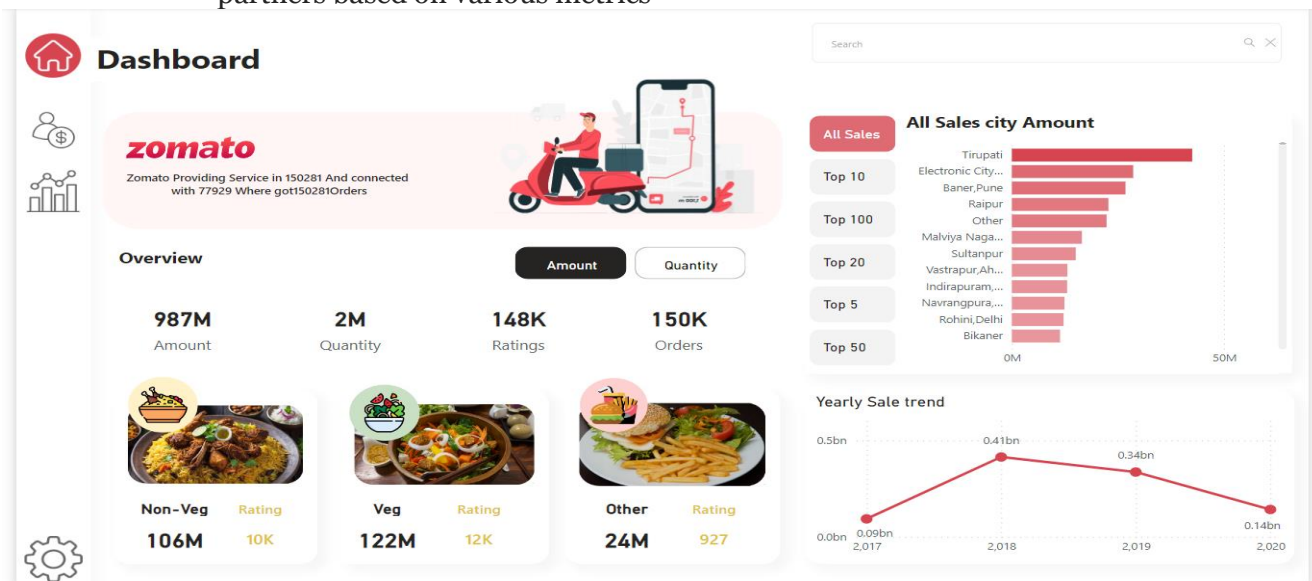 partners based on various metrics
Dashboard
Search
zomato
Zomato Providing Service in 150281 And connected
with 77929 Where got150281Orders
Overview
Amount
Quantity
987M
Amount
2M
Quantity
148K
Ratings
150K
Orders
Non-Veg
Rating
106M
10K
Veg
Rating
122M
12K
Other
Rating
24M
927
All Sales
Top 10
Top 100
Top 20
Top 5
Top 50
All Sales city Amount
Tirupati
Electronic City...
Baner,Pune
Raipur
Other
Malviya Naga...
Sultanpur
Vastrapur,Ah...
Indirapuram,...
Navrangpura,...
Rohini,Delhi
Bikaner
0M
50M
Yearly Sale trend
0.5bn
0.0bn
0.09bn
0.41bn
0.34bn
0.14bn
2,017
2,018
2,019
2,020